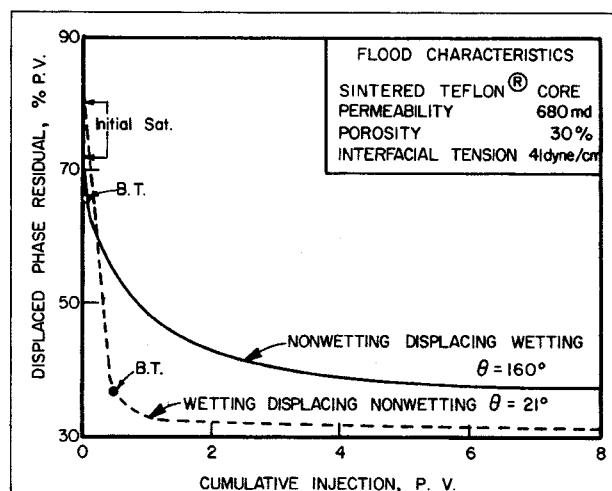 90
70
50
30
DISPLACED PHASE RESIDUAL, % P.V.
FLOOD CHARACTERISTICS
SINTERED TEFLON® CORE
PERMEABILITY 680 md
POROSITY 30%
INTERFACIAL TENSION 41dyne/cm
Initial Sat.
B.T.
NONWETTING DISPLACING WETTING
θ = 160°
B.T.
WETTING DISPLACING NONWETTING θ = 21°
0 2 4 6 8
CUMULATIVE INJECTION, P. V.